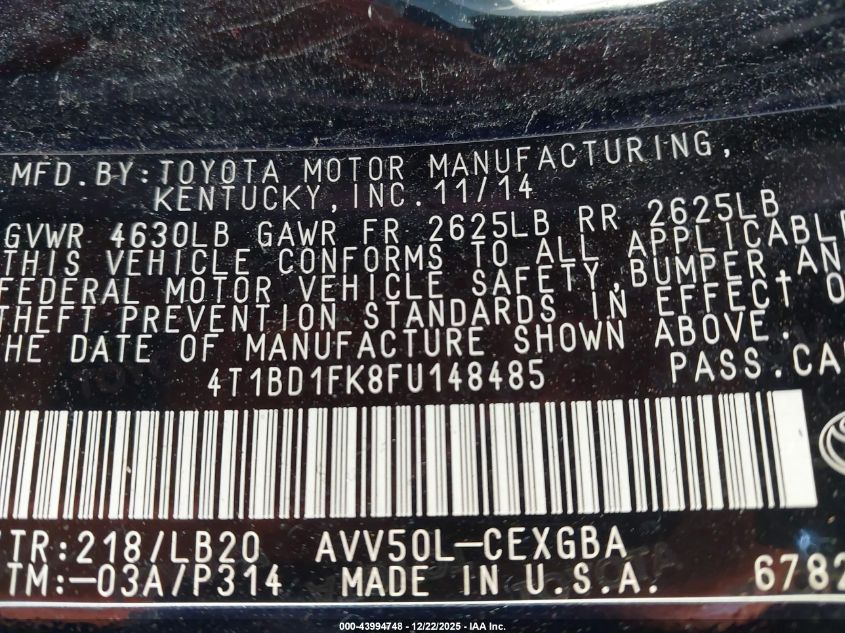 MFD.BY:TOYOTA MOTOR MANUFACTURING,
KENTUCKY,INC.11/14
GVWR 4630LB GAWR FR 2625LB RR 2625LB
THIS VEHICLE CONFORMS TO ALL APPLICABLE
FEDERAL MOTOR VEHICLE SAFETY,BUMPER,AN
THEFT PREVENTION STANDARDS IN EFFECT O
HE DATE OF MANUFACTURE SHOWN ABOVE.
4T1BD1FK8FU148485 PASS.CA
TR:218/LB20 AVV50L-CEXGBA
TM:-03A/P314 MADE IN U.S.A. 6782
000-43994748 - 12/22/2025 - IAA Inc.